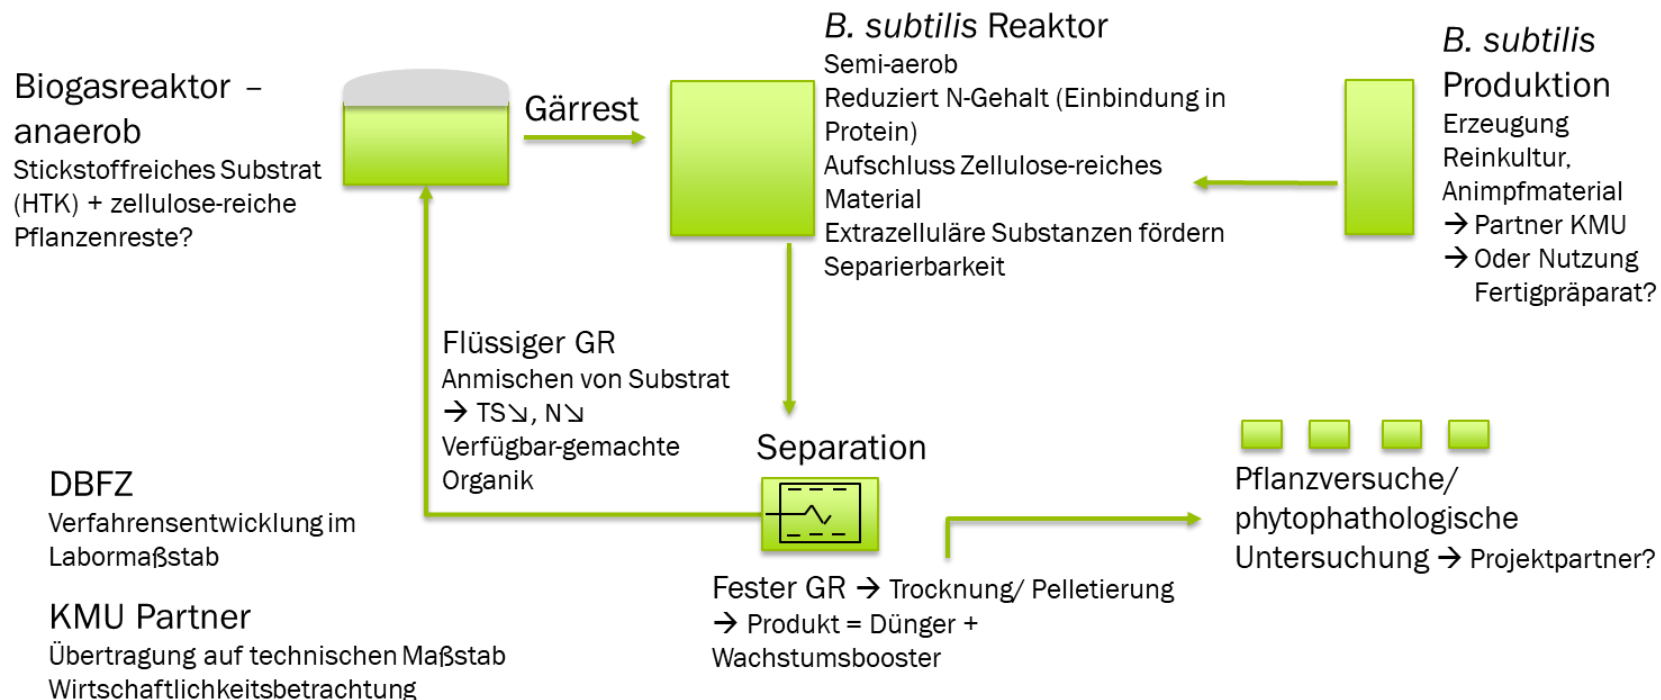 Biogasreaktor –
anaerob
Stickstoffreiches Substrat
(HTK) + zellulose-reiche
Pflanzenreste?
Gärrest
B. subtilis Reaktor
Semi-aerob
Reduziert N-Gehalt (Einbindung in
Protein)
Aufschluss Zellulose-reiches
Material
Extrazelluläre Substanzen fördern
Separierbarkeit
B. subtilis
Produktion
Erzeugung
Reinkultur,
Animpfmaterial
→ Partner KMU
→ Oder Nutzung
Fertigpräparat?
Flüssiger GR
Anmischen von Substrat
→ TS↘, N↘
Verfügbar-gemachte
Organik
Separation
Fester GR → Trocknung/ Pelletierung
→ Produkt = Dünger +
Wachstumsbooster
Pflanzversuche/
phytophathologische
Untersuchung → Projektpartner?
DBFZ
Verfahrensentwicklung im
Labormaßstab
KMU Partner
Übertragung auf technischen Maßstab
Wirtschaftlichkeitsbetrachtung